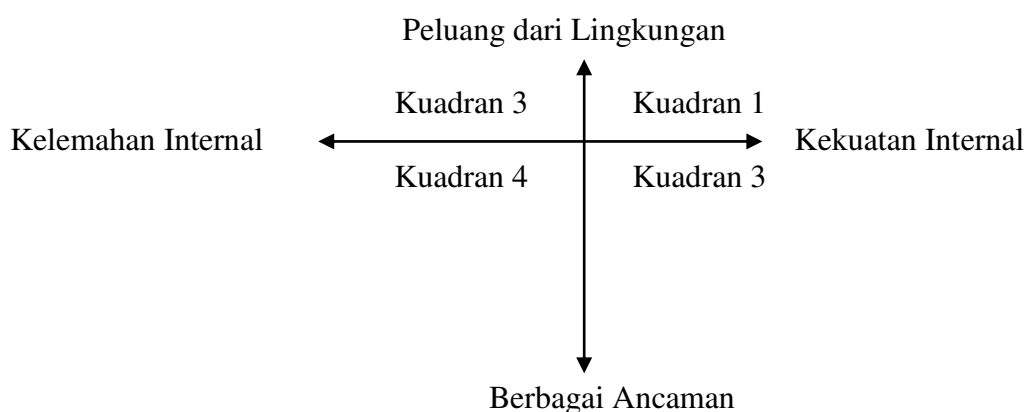 Peluang dari Lingkungan
Kuadran 3 Kuadran 1
Kelemahan Internal Kekuatan Internal
Kuadran 4 Kuadran 3
Berbagai Ancaman